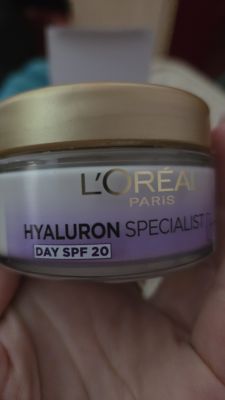 L'ORÉAL
PARIS
HYALURON SPECIALIST
DAY SPF 20